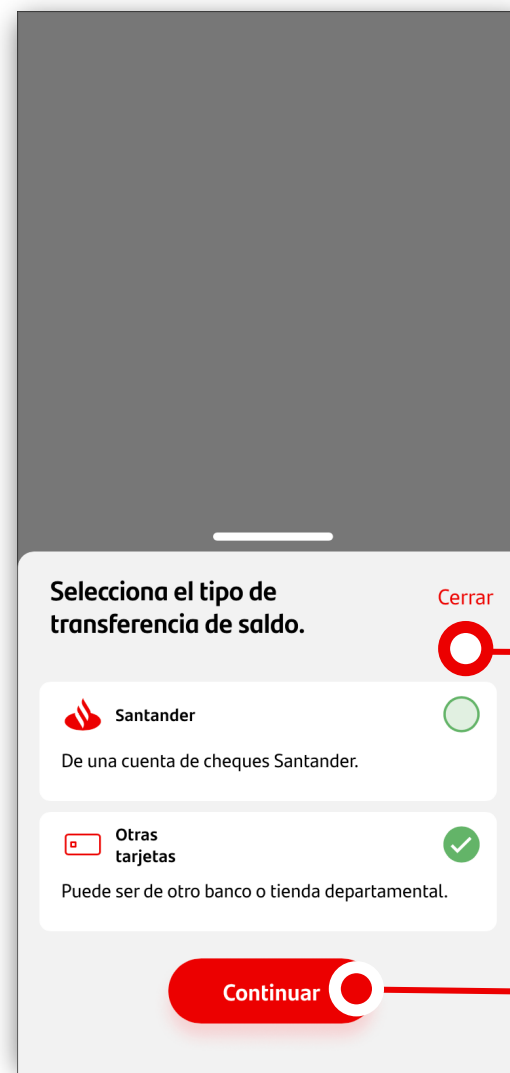 Selecciona el tipo de
transferencia de saldo.
Cerrar
Santander
De una cuenta de cheques Santander.
Otras
tarjetas
Puede ser de otro banco o tienda departamental.
Continuar